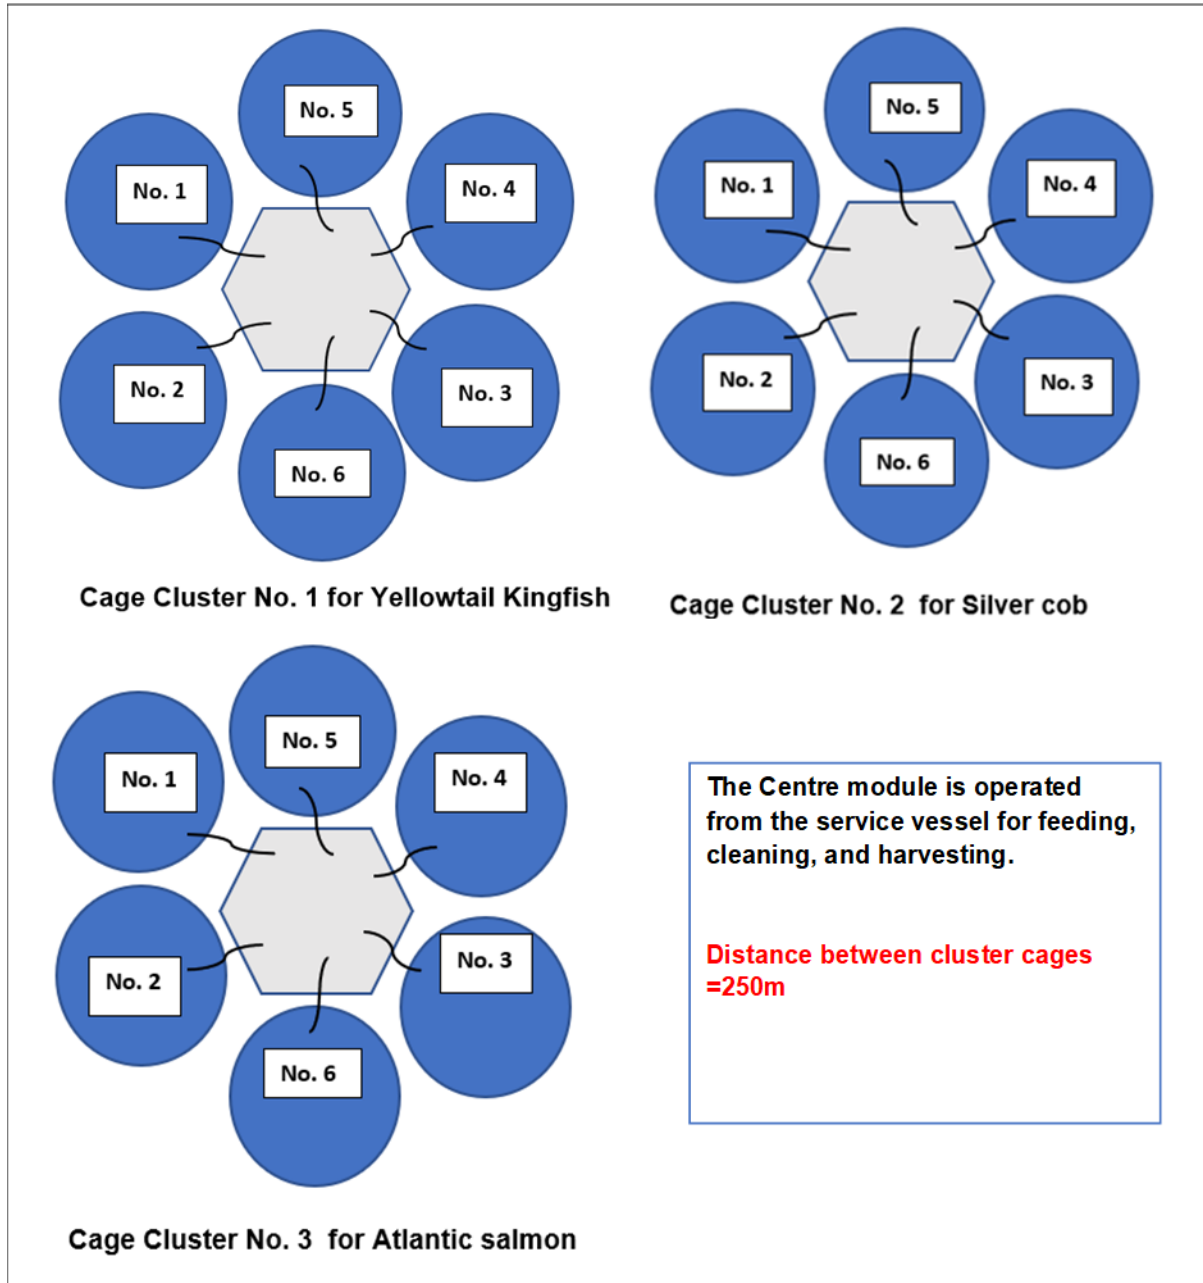 No. 5
No. 1
No. 4
No. 2
No. 3
No. 6
Cage Cluster No. 1 for Yellowtail Kingfish
No. 5
No. 1
No. 4
No. 2
No. 3
No. 6
Cage Cluster No. 2 for Silver cob
No. 5
No. 1
No. 4
No. 3
No. 2
No. 6
Cage Cluster No. 3 for Atlantic salmon
The Centre module is operated
from the service vessel for feeding,
cleaning, and harvesting.
Distance between cluster cages
=250m